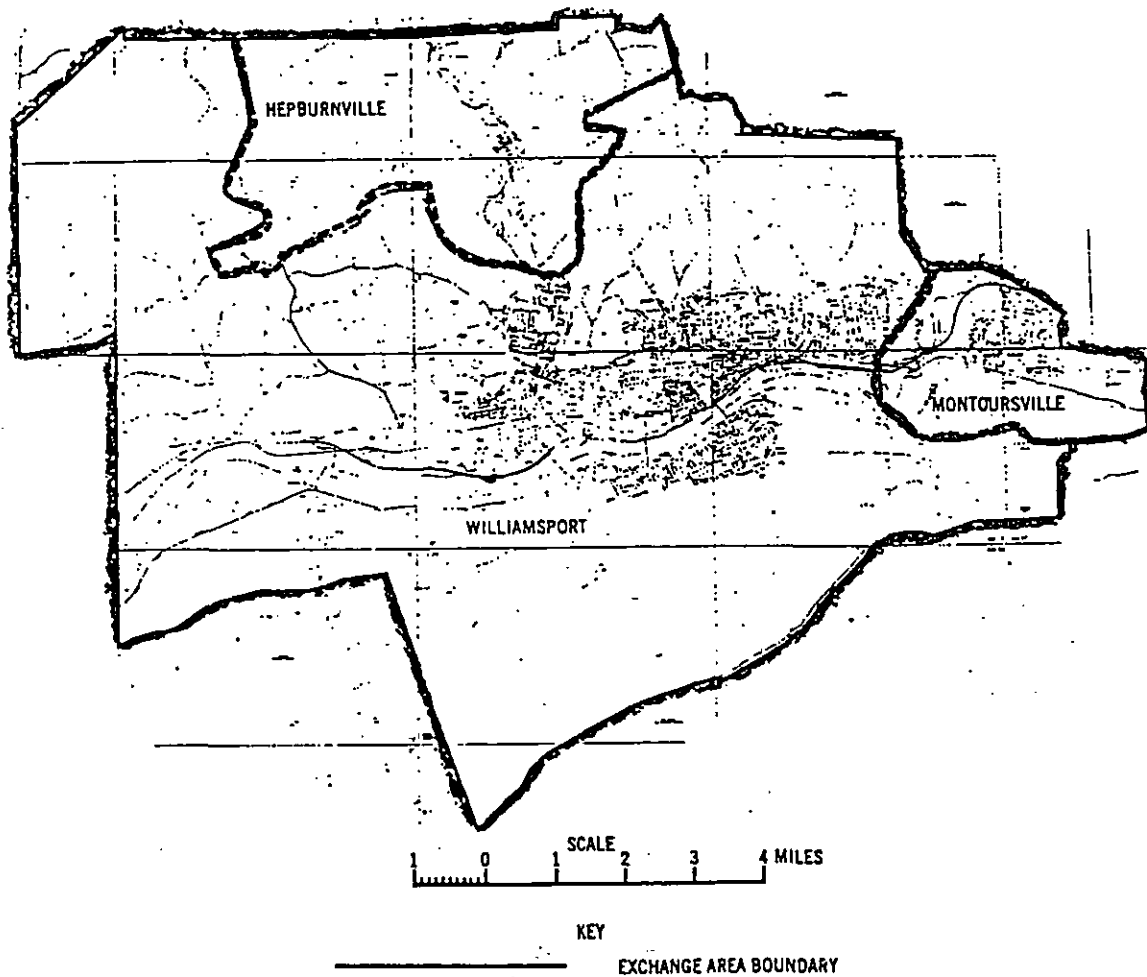 HEPBURNVILLE
MONTOURSVILLE
WILLIAMSPORT
SCALE
1 0 1 2 3 4 MILES
KEY
EXCHANGE AREA BOUNDARY